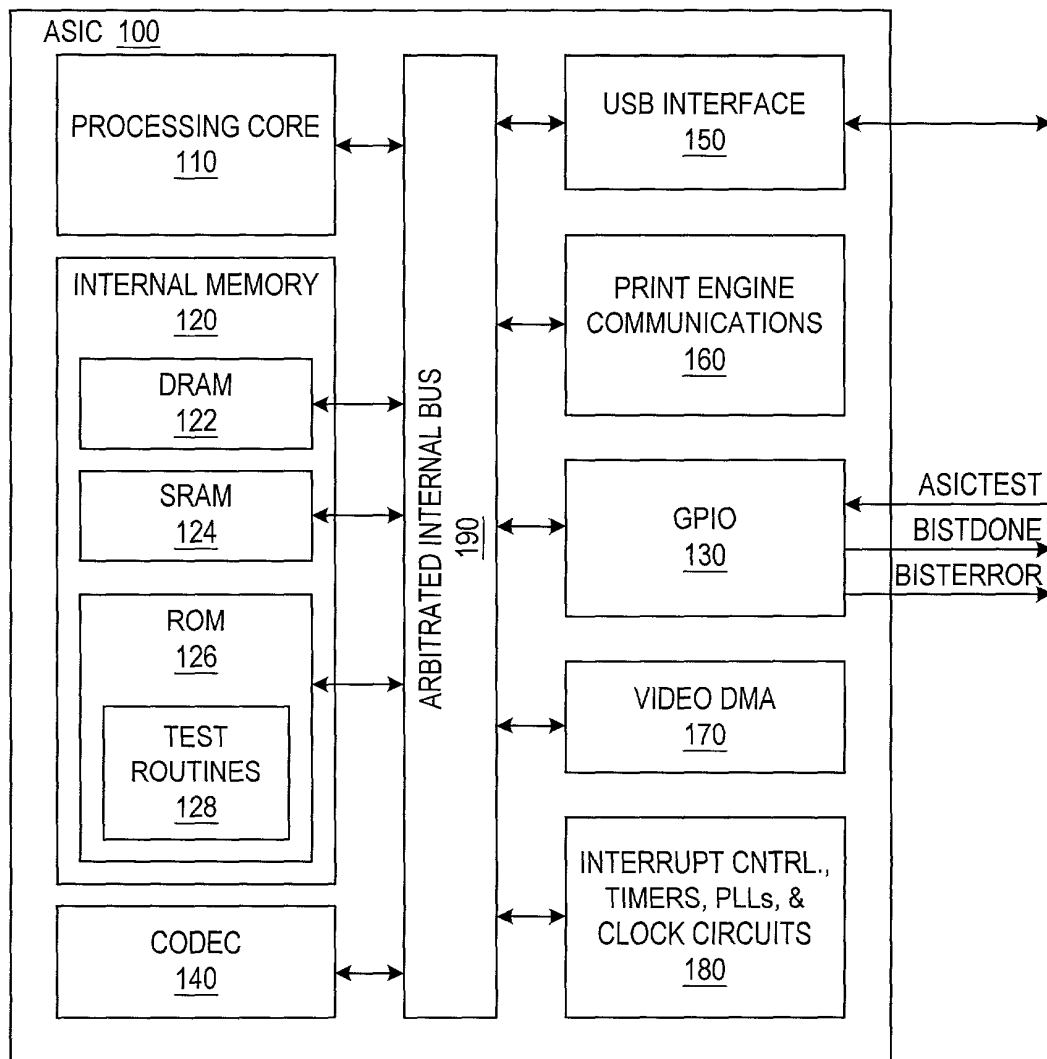 ASIC 100
PROCESSING CORE
110
INTERNAL MEMORY
120
DRAM
122
SRAM
124
ROM
126
TEST
ROUTINES
128
CODEC
140
ARBITRATED INTERNAL BUS
190
USB INTERFACE
150
PRINT ENGINE
COMMUNICATIONS
160
GPIO
130
VIDEO DMA
170
INTERRUPT CNTRL.,
TIMERS, PLLs, &
CLOCK CIRCUITS
180
ASICTEST
BISTDONE
BISTERROR